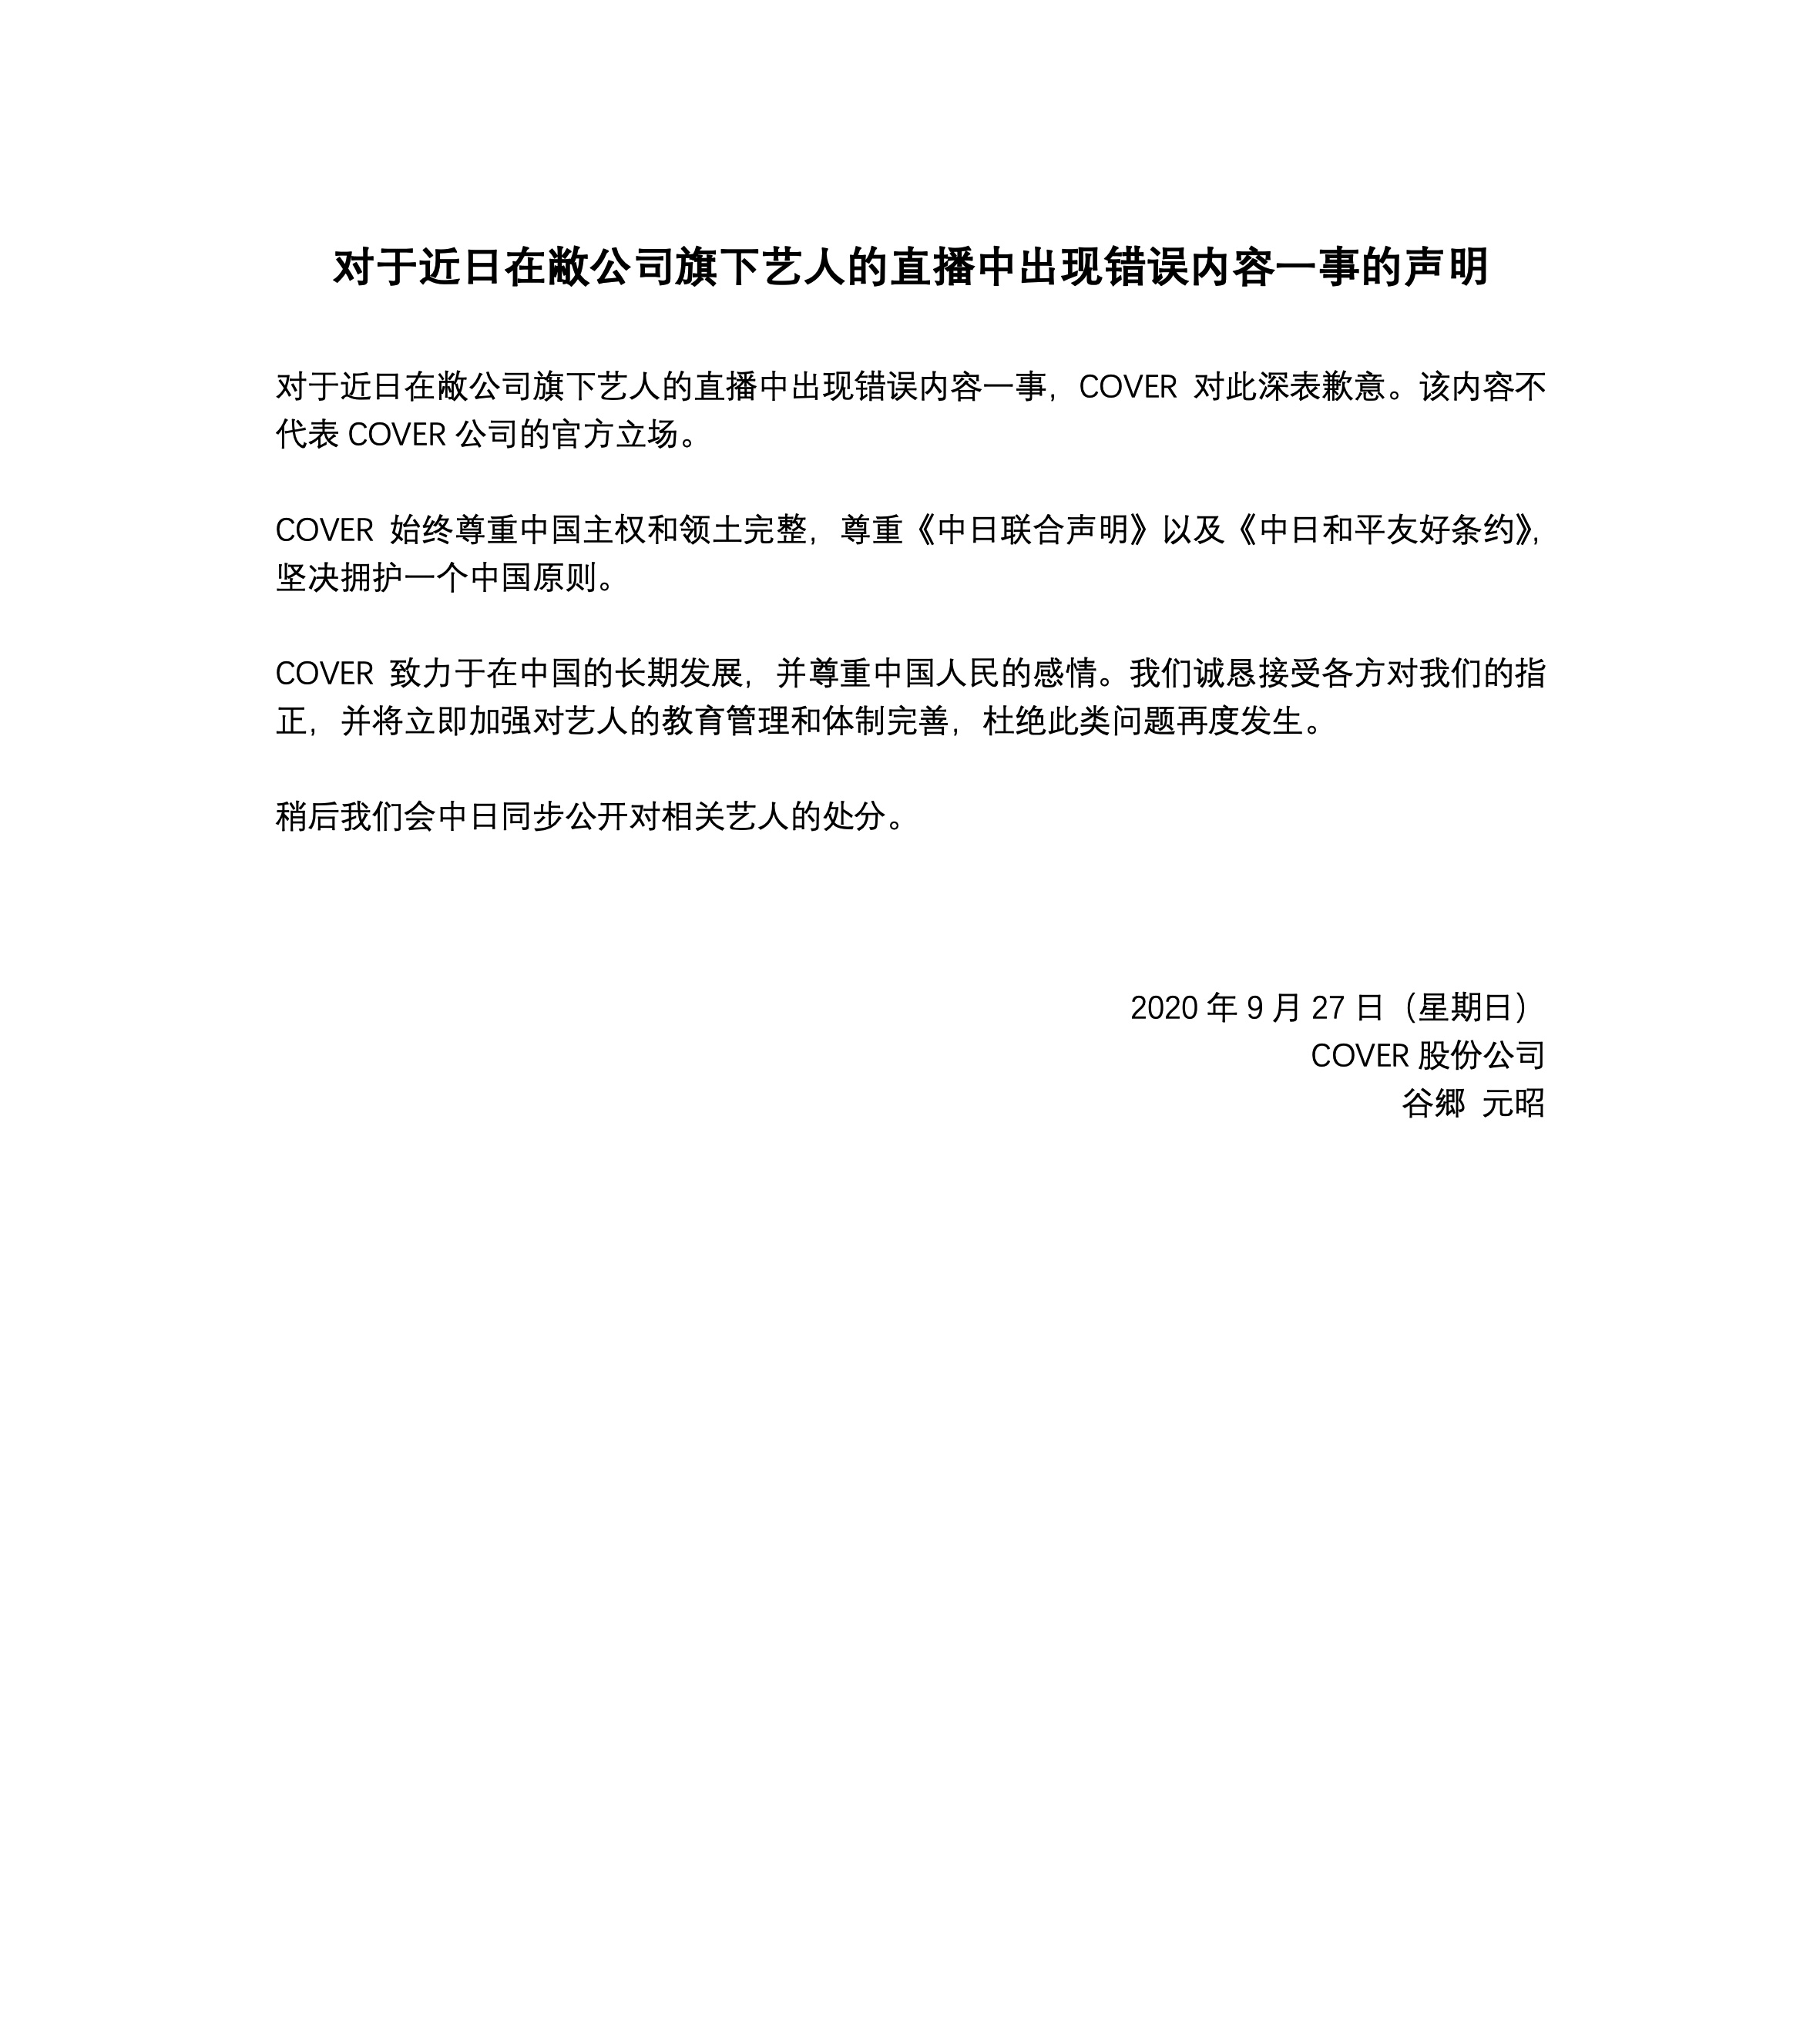 对于近日在敝公司旗下艺人的直播中出现错误内容一事的声明
对于近日在敝公司旗下艺人的直播中出现错误内容一事，COVER 对此深表歉意。该内容不
代表 COVER 公司的官方立场。
COVER 始终尊重中国主权和领土完整，尊重《中日联合声明》以及《中日和平友好条约》，
坚决拥护一个中国原则。
COVER 致力于在中国的长期发展，并尊重中国人民的感情。我们诚恳接受各方对我们的指
正，并将立即加强对艺人的教育管理和体制完善，杜绝此类问题再度发生。
稍后我们会中日同步公开对相关艺人的处分。
2020 年 9 月 27 日（星期日）
COVER 股份公司
谷郷 元昭